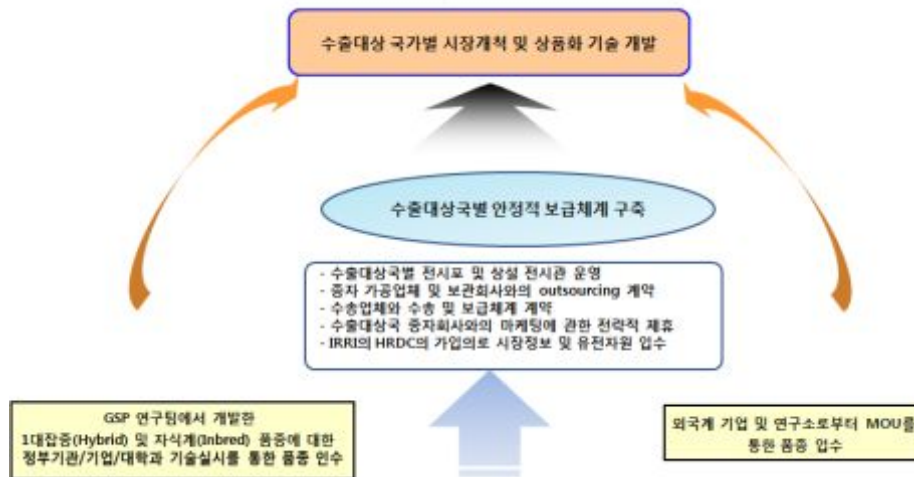 수출대상 국가별 시장개척 및 상품화 기술 개발
수출대상국별 안정적 보급체계 구축
- 수출대상국별 전시포 및 상설 전시관 운영
- 종자 가공업체 및 보관회사와의 outsourcing 계약
- 수송업체와 수송 및 보급체계 계약
- 수출대상국 종자회사와의 마케팅에 관한 전략적 제휴
- IRRI의 HRDC의 가입의로 시장정보 및 유전자원 입수
GSP 연구팀에서 개발한
1대잡종(Hybrid) 및 자식계(Inbred) 품종에 대한
정부기관/기업/대학과 기술실시를 통한 품종 인수
외국계 기업 및 연구소로부터 MOU를
통한 품종 입수